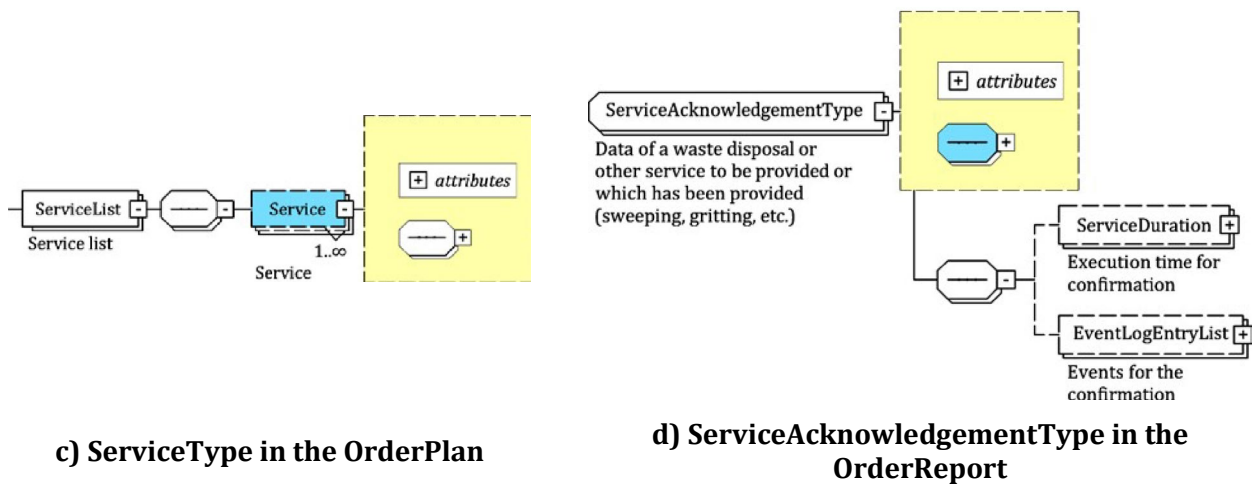 ServiceList
Service list
Service
1..∞
Service
+ attributes
c) ServiceType in the OrderPlan
ServiceAcknowledgementType
Data of a waste disposal or
other service to be provided or
which has been provided
(sweeping, gritting, etc.)
+ attributes
ServiceDuration
Execution time for
confirmation
EventLogEntryList
Events for the
confirmation
d) ServiceAcknowledgementType in the
OrderReport